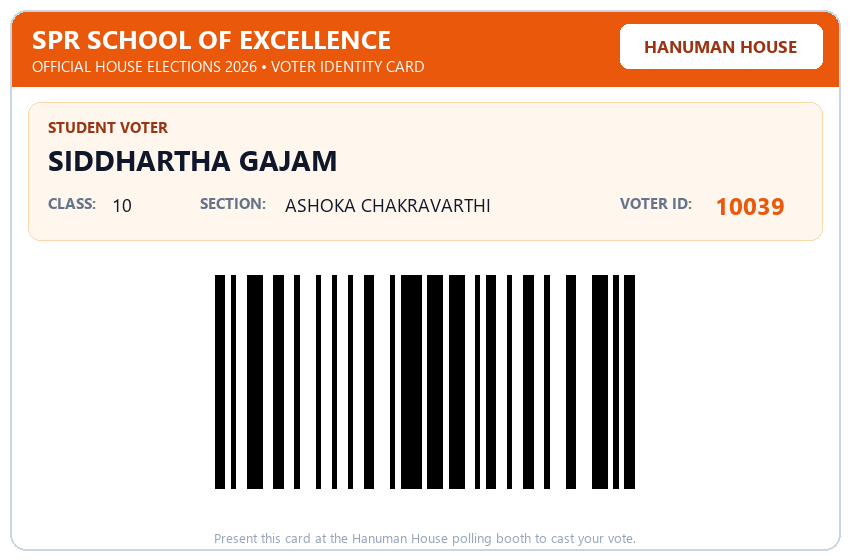 SPR SCHOOL OF EXCELLENCE
OFFICIAL HOUSE ELECTIONS 2026 • VOTER IDENTITY CARD
HANUMAN HOUSE
STUDENT VOTER
SIDDHARTHA GAJAM
CLASS: 10 SECTION: ASHOKA CHAKRAVARTHI VOTER ID: 10039
Present this card at the Hanuman House polling booth to cast your vote.